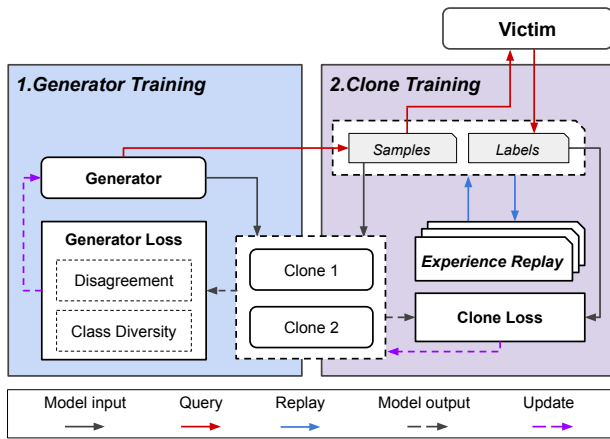 Victim
1.Generator Training
2.Clone Training
Samples
Labels
Generator
Generator Loss
Disagreement
Class Diversity
Clone 1
Clone 2
Experience Replay
Clone Loss
Model input
Query
Replay
Model output
Update